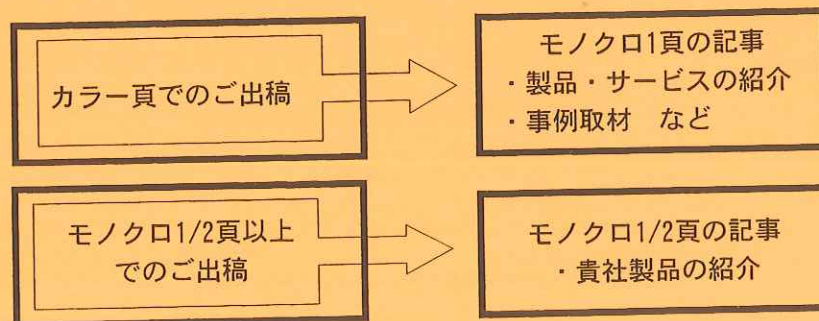 カラー頁でのご出稿
モノクロ1頁の記事
・製品・サービスの紹介
・事例取材　など
モノクロ1/2頁以上
でのご出稿
モノクロ1/2頁の記事
・貴社製品の紹介